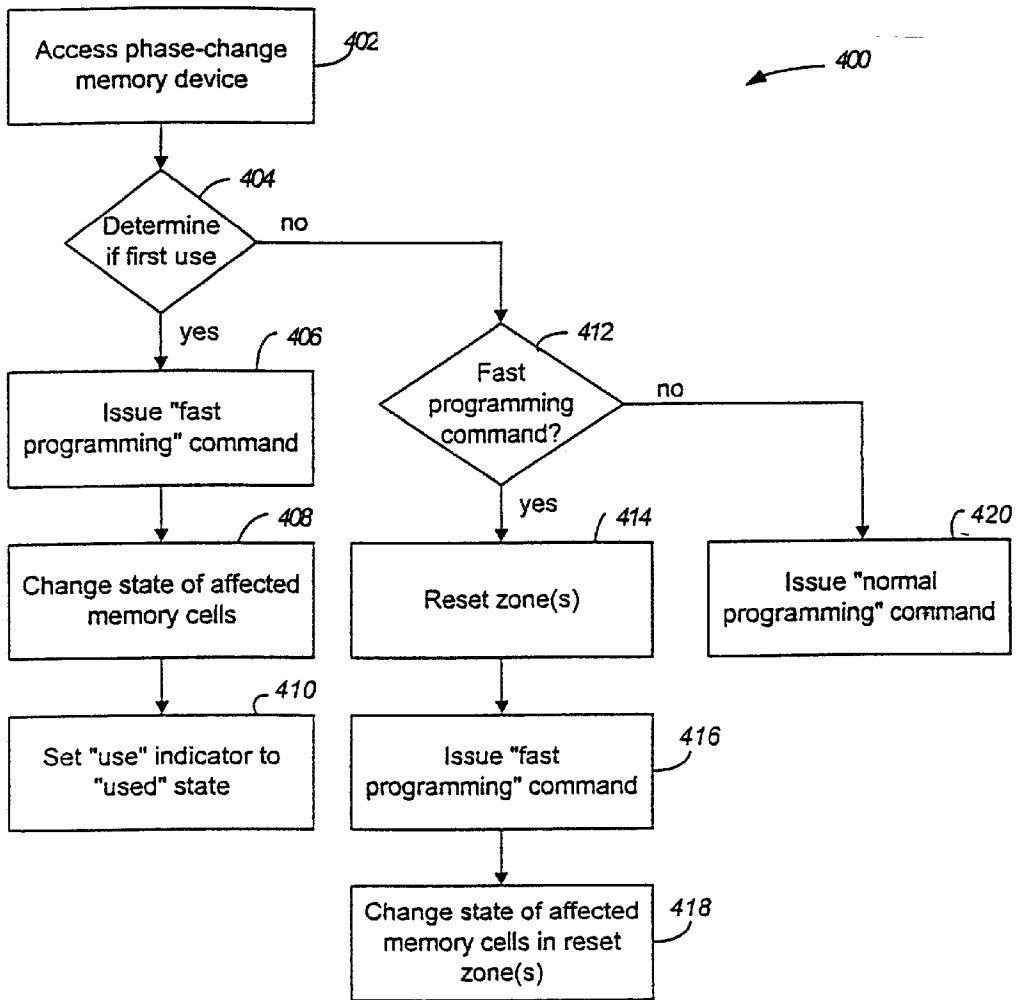 Access phase-change
memory device
402
400
404
Determine
if first use
no
yes
406
412
Fast
programming
command?
no
Issue "fast
programming" command
yes
408
414
420
Change state of affected
memory cells
Reset zone(s)
Issue "normal
programming" command
410
Set "use" indicator to
"used" state
Issue "fast
programming" command
416
Change state of affected
memory cells in reset
zone(s)
418